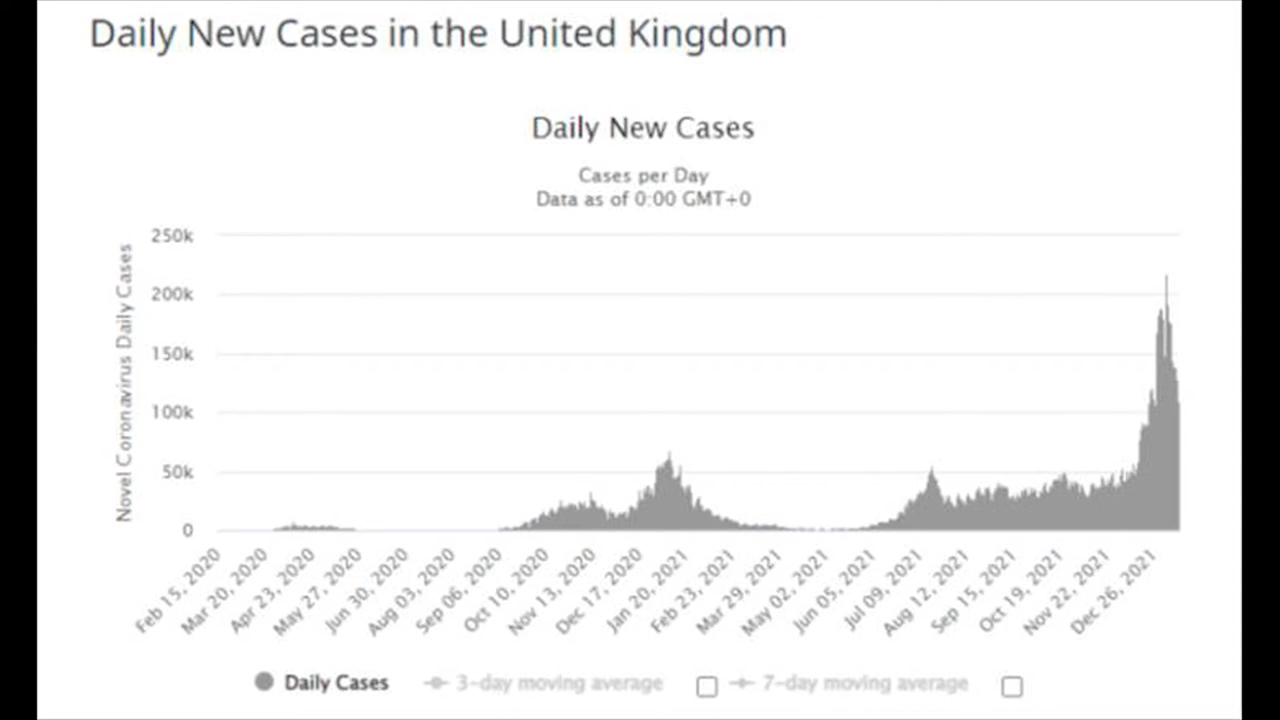 Daily New Cases in the United Kingdom
Daily New Cases
Cases per Day
Data as of 0:00 GMT+0
Novel Coronavirus Daily Cases
250k
200k
150k
100k
50k
0
Feb 15, 2020
Mar 20, 2020
Apr 23, 2020
May 27, 2020
Jun 30, 2020
Aug 03, 2020
Sep 06, 2020
Oct 10, 2020
Nov 13, 2020
Dec 17, 2020
Jan 20, 2021
Feb 23, 2021
Mar 29, 2021
May 02, 2021
Jun 05, 2021
Jul 09, 2021
Aug 12, 2021
Sep 15, 2021
Oct 19, 2021
Nov 22, 2021
Dec 26, 2021
Daily Cases 3-day moving average 7-day moving average